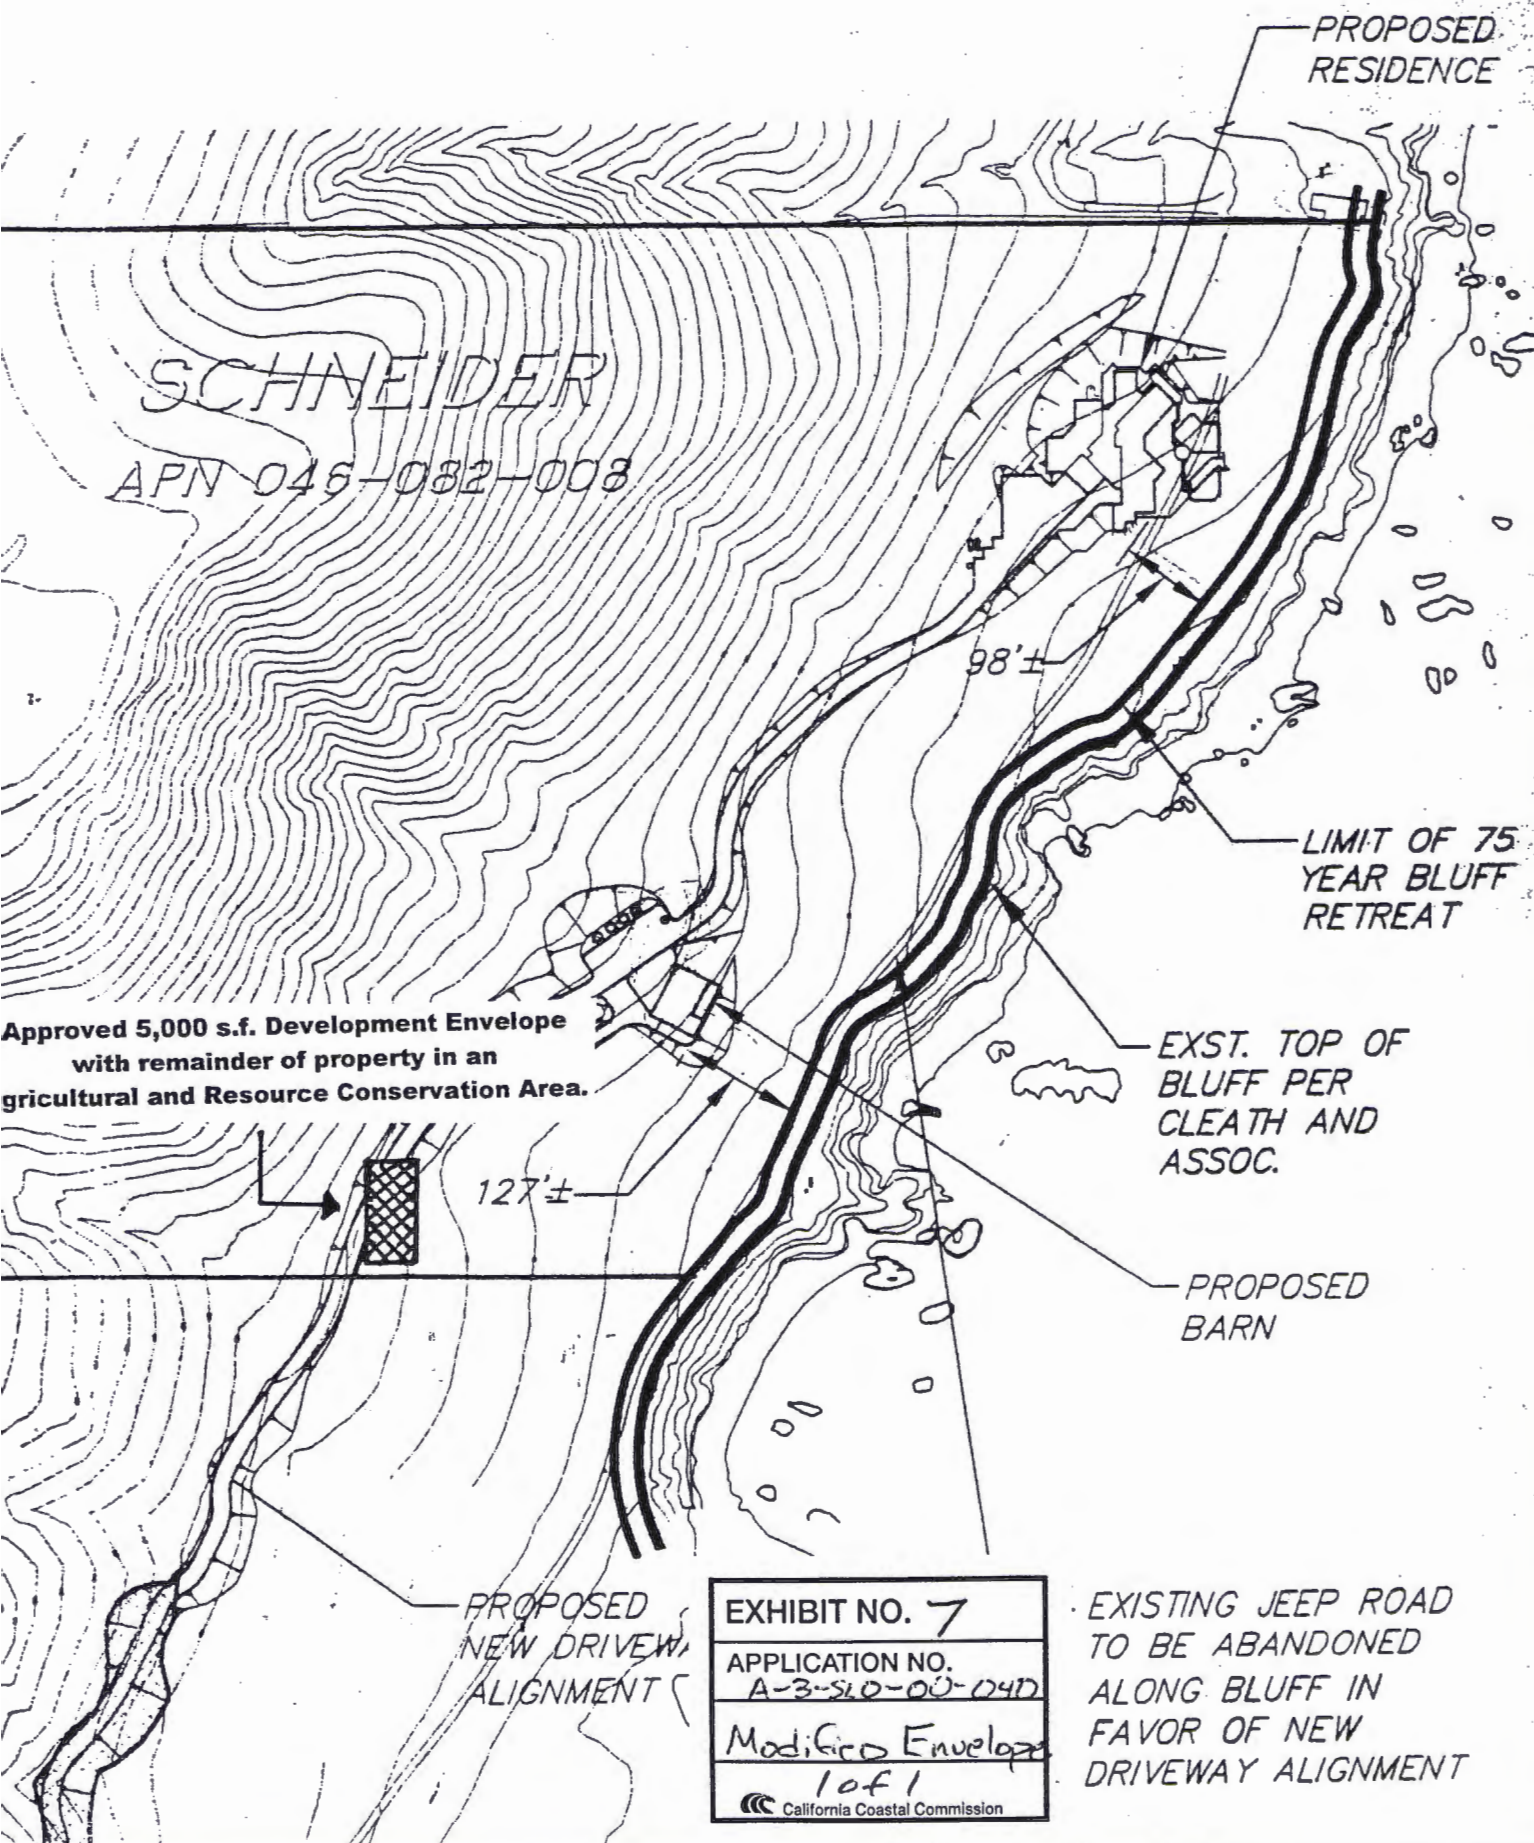 PROPOSED
RESIDENCE
SCHNEIDER
APN 046-082-008
98'±
LIMIT OF 75
YEAR BLUFF
RETREAT
Approved 5,000 s.f. Development Envelope
with remainder of property in an
gricultural and Resource Conservation Area.
EXST. TOP OF
BLUFF PER
CLEATH AND
ASSOC.
127'±
PROPOSED
BARN
PROPOSED
NEW DRIVEWA
ALIGNMENT
EXHIBIT NO. 7
APPLICATION NO.
A-3-SLO-00-040
Modified Envelope
1 of 1
California Coastal Commission
EXISTING JEEP ROAD
TO BE ABANDONED
ALONG BLUFF IN
FAVOR OF NEW
DRIVEWAY ALIGNMENT